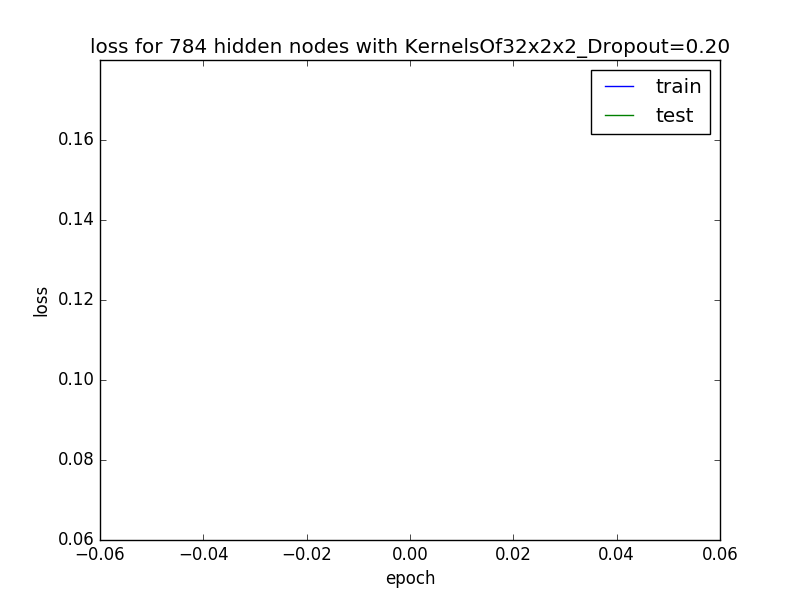 loss for 784 hidden nodes with KernelsOf32x2x2_Dropout=0.20
train
test
0.16
0.14
0.12
0.10
0.08
0.06
loss
−0.06 −0.04 −0.02 0.00 0.02 0.04 0.06
epoch